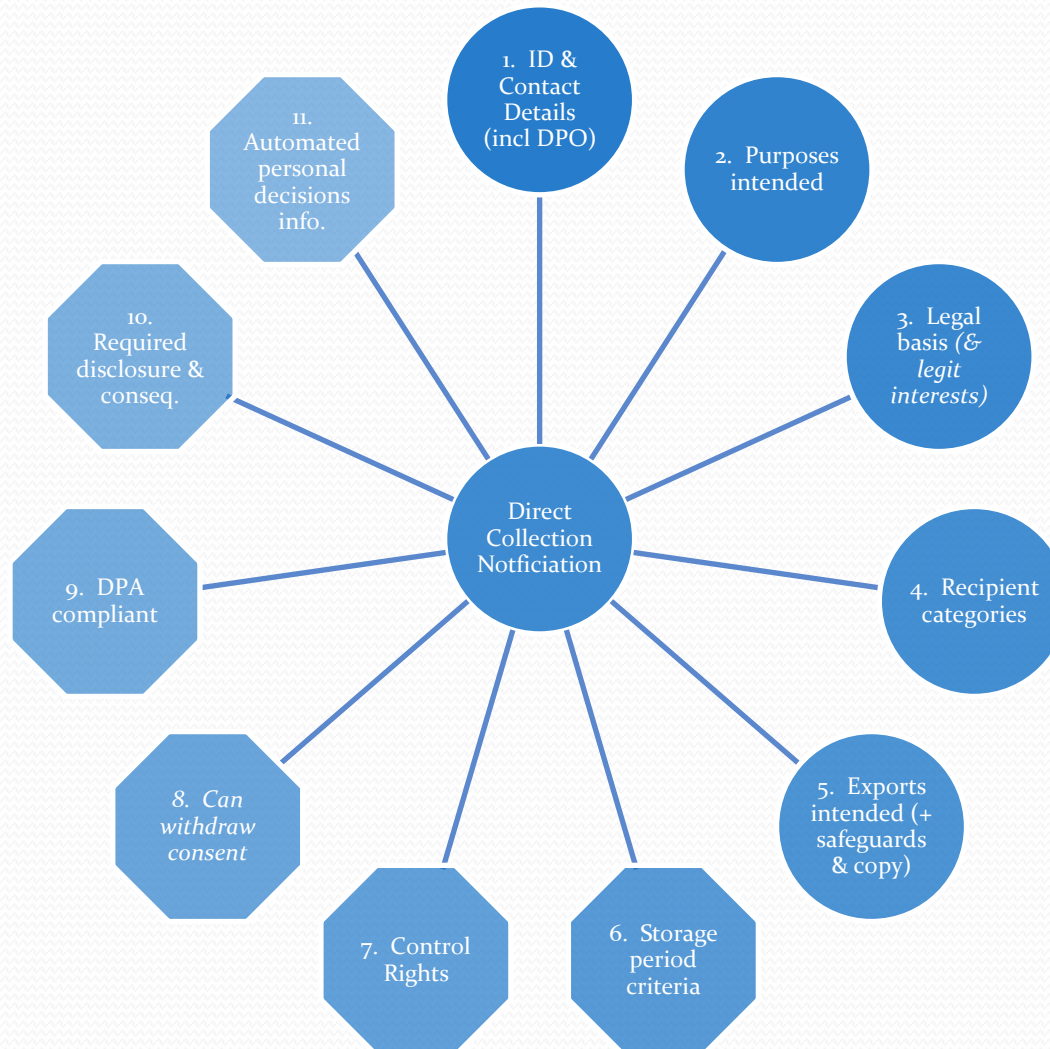 1. ID &
Contact
Details
(incl DPO)
2. Purposes
intended
3. Legal
basis (&
legit
interests)
4. Recipient
categories
5. Exports
intended (+
safeguards
& copy)
6. Storage
period
criteria
7. Control
Rights
8. Can
withdraw
consent
9. DPA
compliant
10.
Required
disclosure &
conseq.
11.
Automated
personal
decisions
info.
Direct
Collection
Notficiation